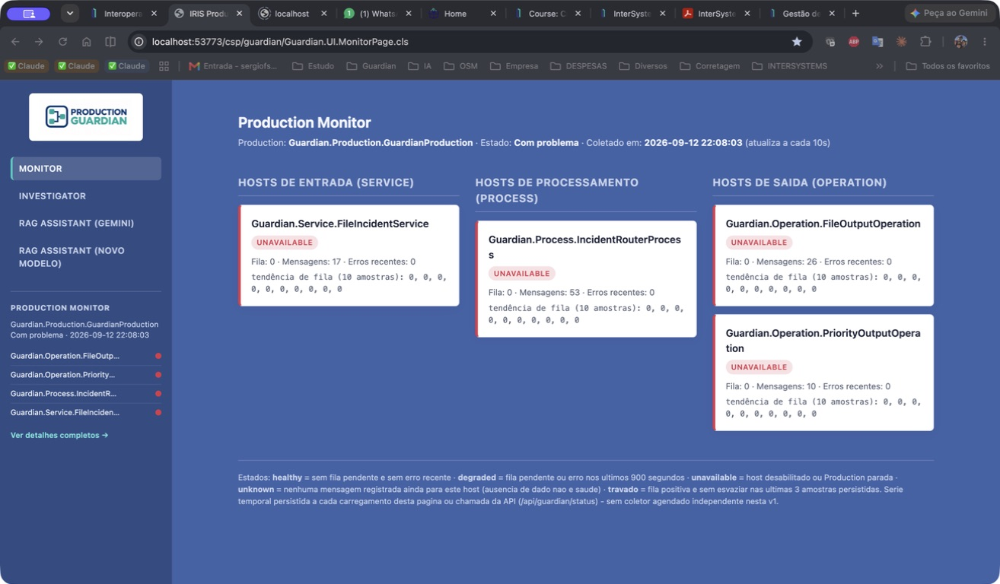 Interopera
IRIS Produ
localhost
(1) Whats
Home
Course: C
InterSyste
InterSyste
Gestão de
Peça ao Gemini
localhost:53773/csp/guardian/Guardian.UI.MonitorPage.cls
ABP
Claude
Claude
Claude
Entrada - sergiofs...
Estudo
Guardian
IA
OSM
Empresa
DESPESAS
Diversos
Corretagem
INTERSYSTEMS
»
Todos os favoritos
PRODUCTION
GUARDIAN
MONITOR
INVESTIGATOR
RAG ASSISTANT (GEMINI)
RAG ASSISTANT (NOVO
MODELO)
PRODUCTION MONITOR
Guardian.Production.GuardianProduction
Com problema · 2026-09-12 22:08:03
Guardian.Operation.FileOutp...
Guardian.Operation.Priority...
Guardian.Process.IncidentR...
Guardian.Service.FileInciden...
Ver detalhes completos →
Production Monitor
Production: Guardian.Production.GuardianProduction · Estado: Com problema · Coletado em: 2026-09-12 22:08:03 (atualiza a cada 10s)
HOSTS DE ENTRADA (SERVICE)
Guardian.Service.FileIncidentService
UNAVAILABLE
Fila: 0 · Mensagens: 17 · Erros recentes: 0
tendência de fila (10 amostras): 0, 0, 0,
0, 0, 0, 0, 0, 0, 0
HOSTS DE PROCESSAMENTO
(PROCESS)
Guardian.Process.IncidentRouterProces
s
UNAVAILABLE
Fila: 0 · Mensagens: 53 · Erros recentes: 0
tendência de fila (10 amostras): 0, 0, 0,
0, 0, 0, 0, 0, 0, 0
HOSTS DE SAIDA (OPERATION)
Guardian.Operation.FileOutputOperation
UNAVAILABLE
Fila: 0 · Mensagens: 26 · Erros recentes: 0
tendência de fila (10 amostras): 0, 0, 0,
0, 0, 0, 0, 0, 0, 0
Guardian.Operation.PriorityOutputOpera
tion
UNAVAILABLE
Fila: 0 · Mensagens: 10 · Erros recentes: 0
tendência de fila (10 amostras): 0, 0, 0,
0, 0, 0, 0, 0, 0, 0
Estados: healthy = sem fila pendente e sem erro recente · degraded = fila pendente ou erro nos ultimos 900 segundos · unavailable = host desabilitado ou Production parada ·
unknown = nenhuma mensagem registrada ainda para este host (ausencia de dado nao e saude) · travado = fila positiva e sem esvaziar nas ultimas 3 amostras persistidas. Serie
temporal persistida a cada carregamento desta pagina ou chamada da API (/api/guardian/status) - sem coletor agendado independente nesta v1.